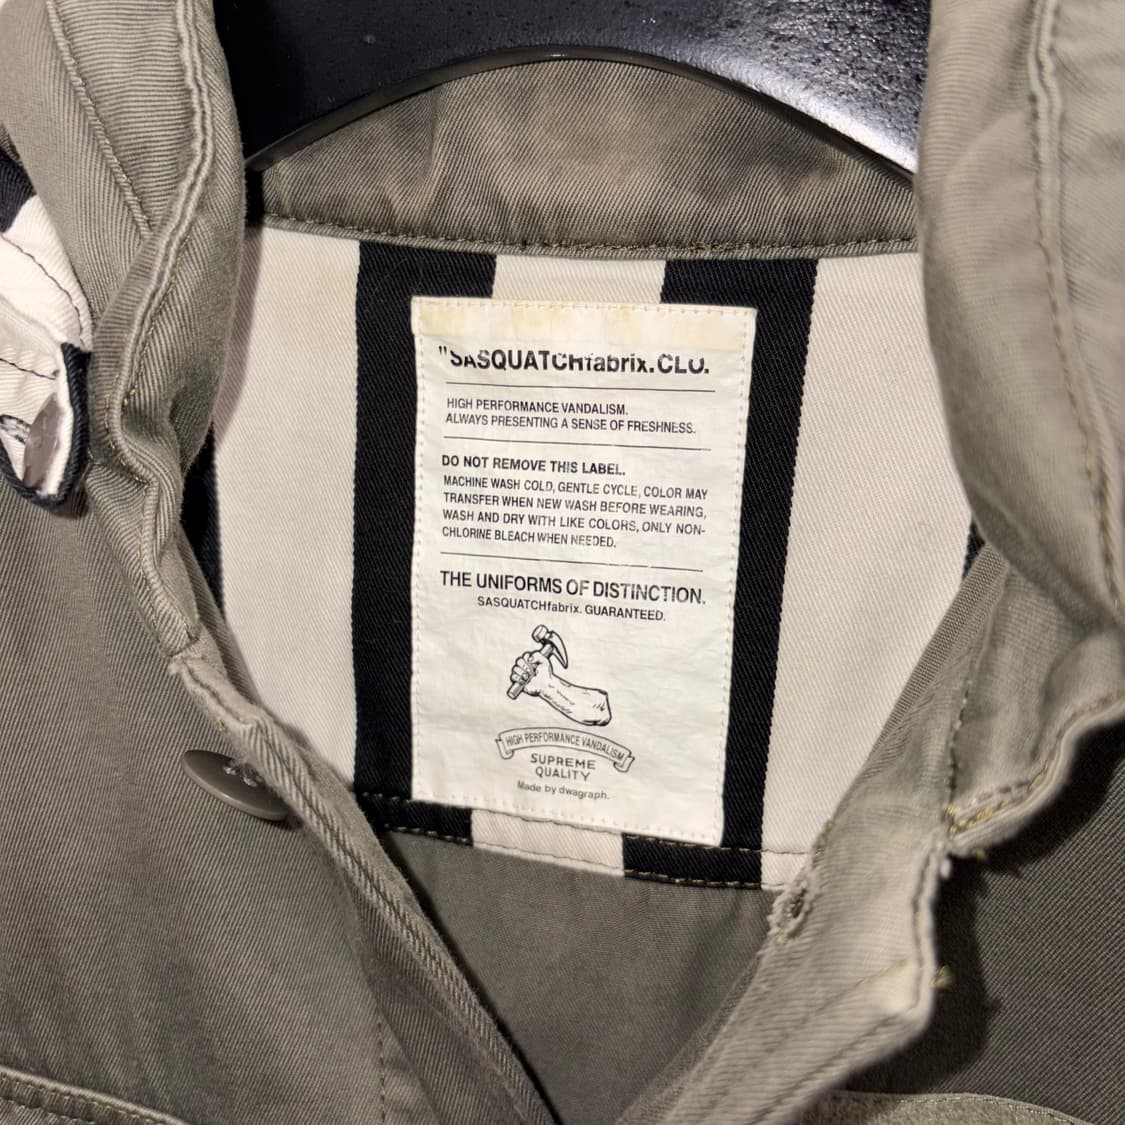 "SASQUATCHfabrix.CLO.
HIGH PERFORMANCE VANDALISM.
ALWAYS PRESENTING A SENSE OF FRESHNESS.
DO NOT REMOVE THIS LABEL.
MACHINE WASH COLD, GENTLE CYCLE, COLOR MAY
TRANSFER WHEN NEW WASH BEFORE WEARING,
WASH AND DRY WITH LIKE COLORS, ONLY NON-
CHLORINE BLEACH WHEN NEEDED.
THE UNIFORMS OF DISTINCTION.
SASQUATCHfabrix. GUARANTEED.
HIGH PERFORMANCE VANDALISM
SUPREME
QUALITY
Made by dwagraph.